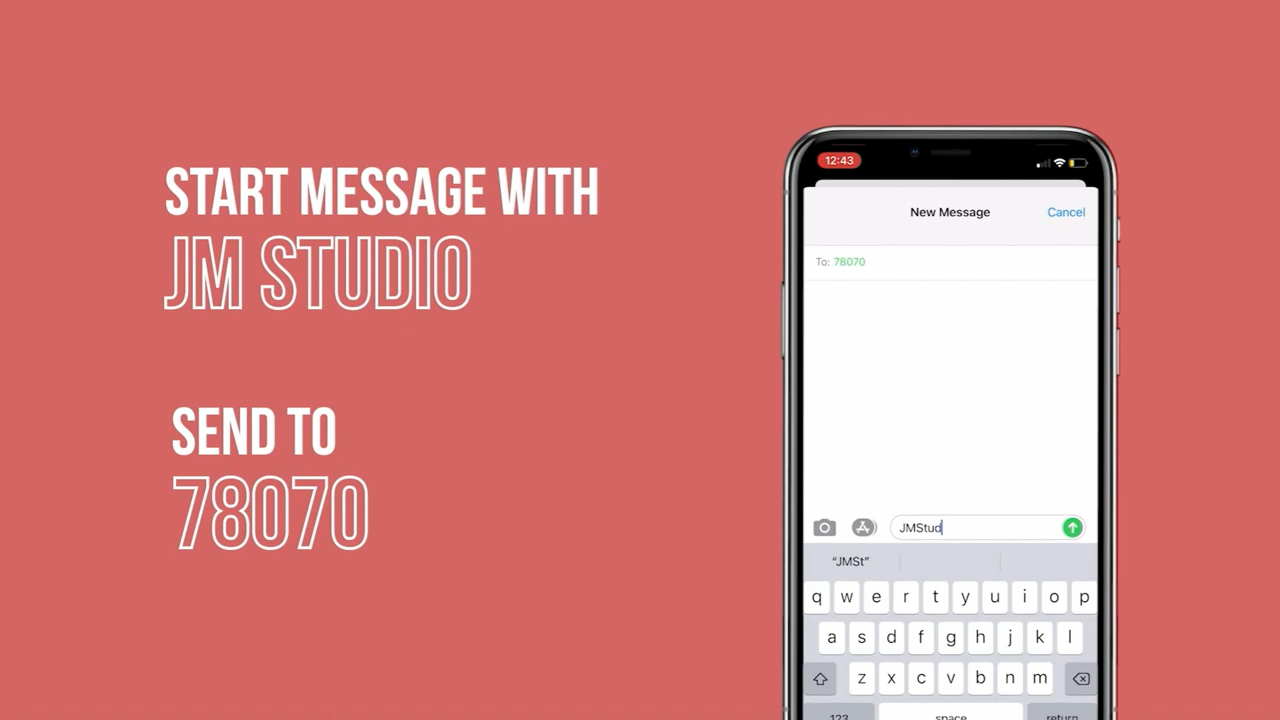 START MESSAGE WITH
JM STUDIO
SEND TO
78070
12:43
New Message
Cancel
To: 78070
JMStud
“JMSt”
q w e r t y u i o p
a s d f g h j k l
z x c v b n m
123 space return